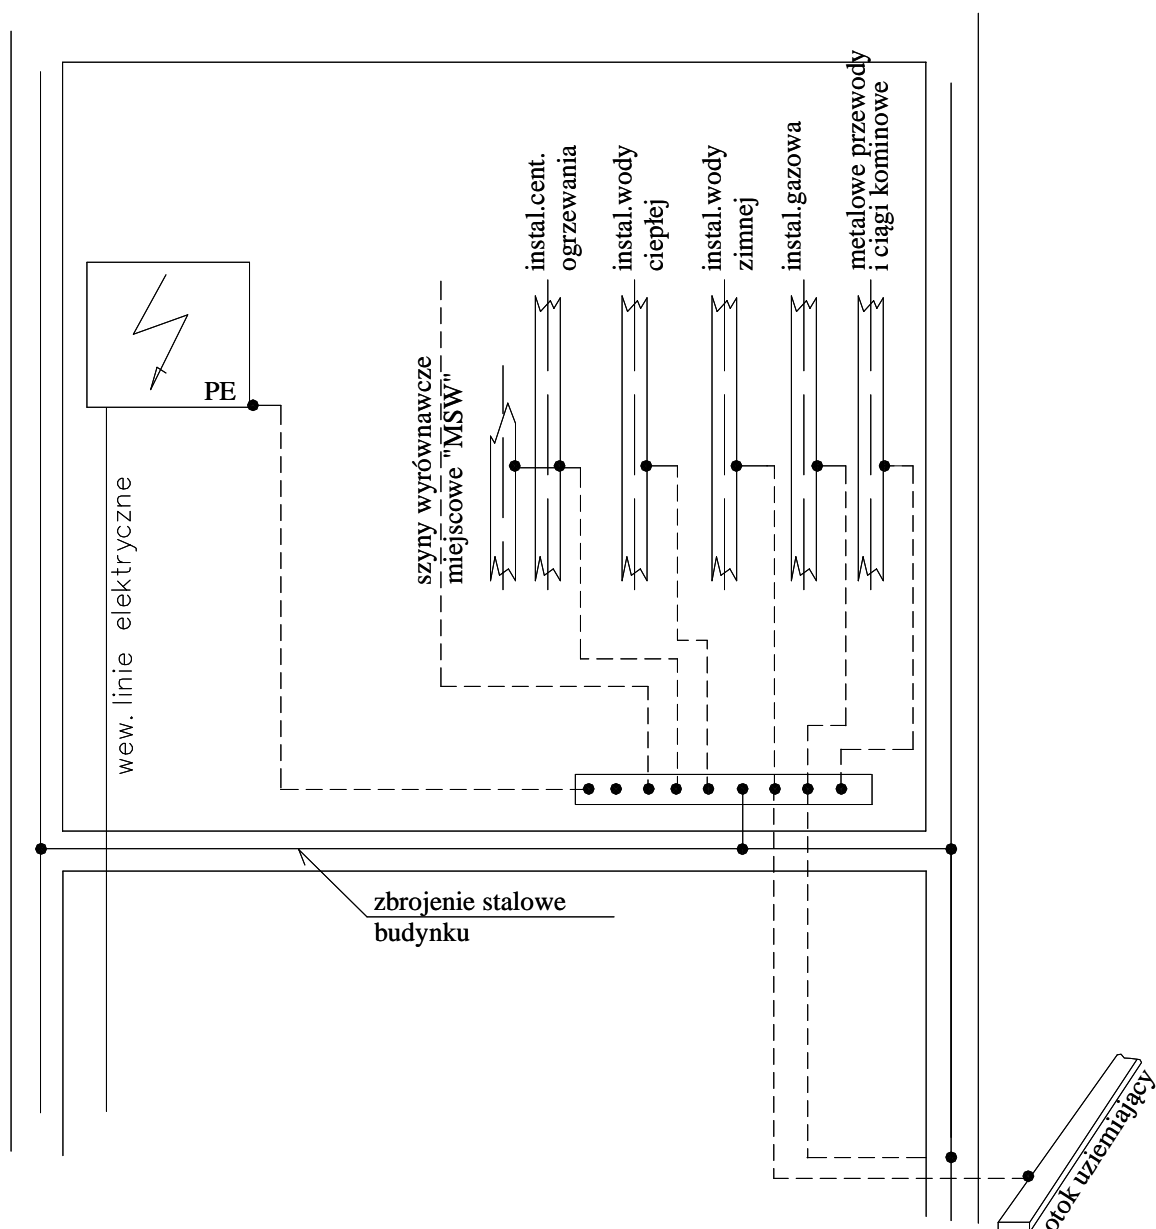 metalowe przewody
i ciągi kominowe
instal.gazowa
instal.wody
zimnej
instal.wody
ciepłej
instal.cent.
ogrzewania
szyny wyrównawcze
miejscowe "MSW"
PE
wew. linie elektryczne
zbrojenie stalowe
budynku
otok uziemiający